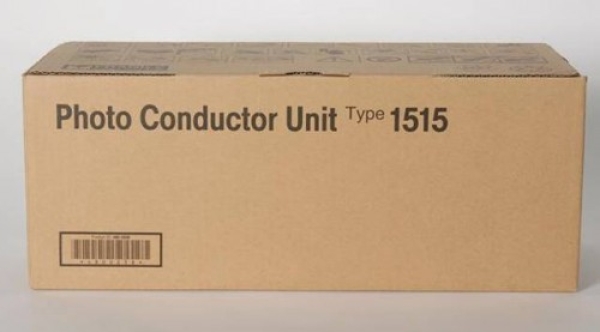 Photo Conductor Unit Type 1515